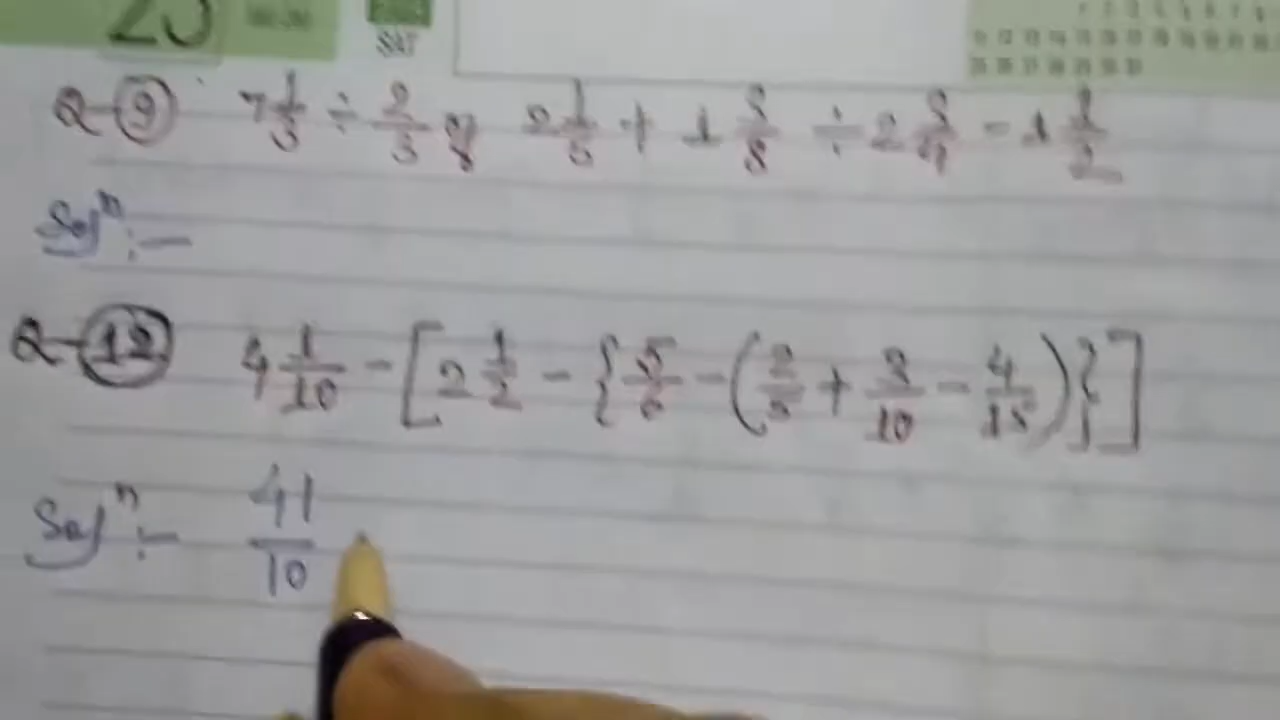 25
SAT
Q-9 7 1/3 ÷ 2/3 of 2 1/5 + 1 3/8 ÷ 2 3/4 - 1 1/2
Solⁿ :-
Q-12 4 1/10 - [2 1/2 - {5/6 - (2/5 + 3/10 - 4/15)}]
Solⁿ :- 41/10